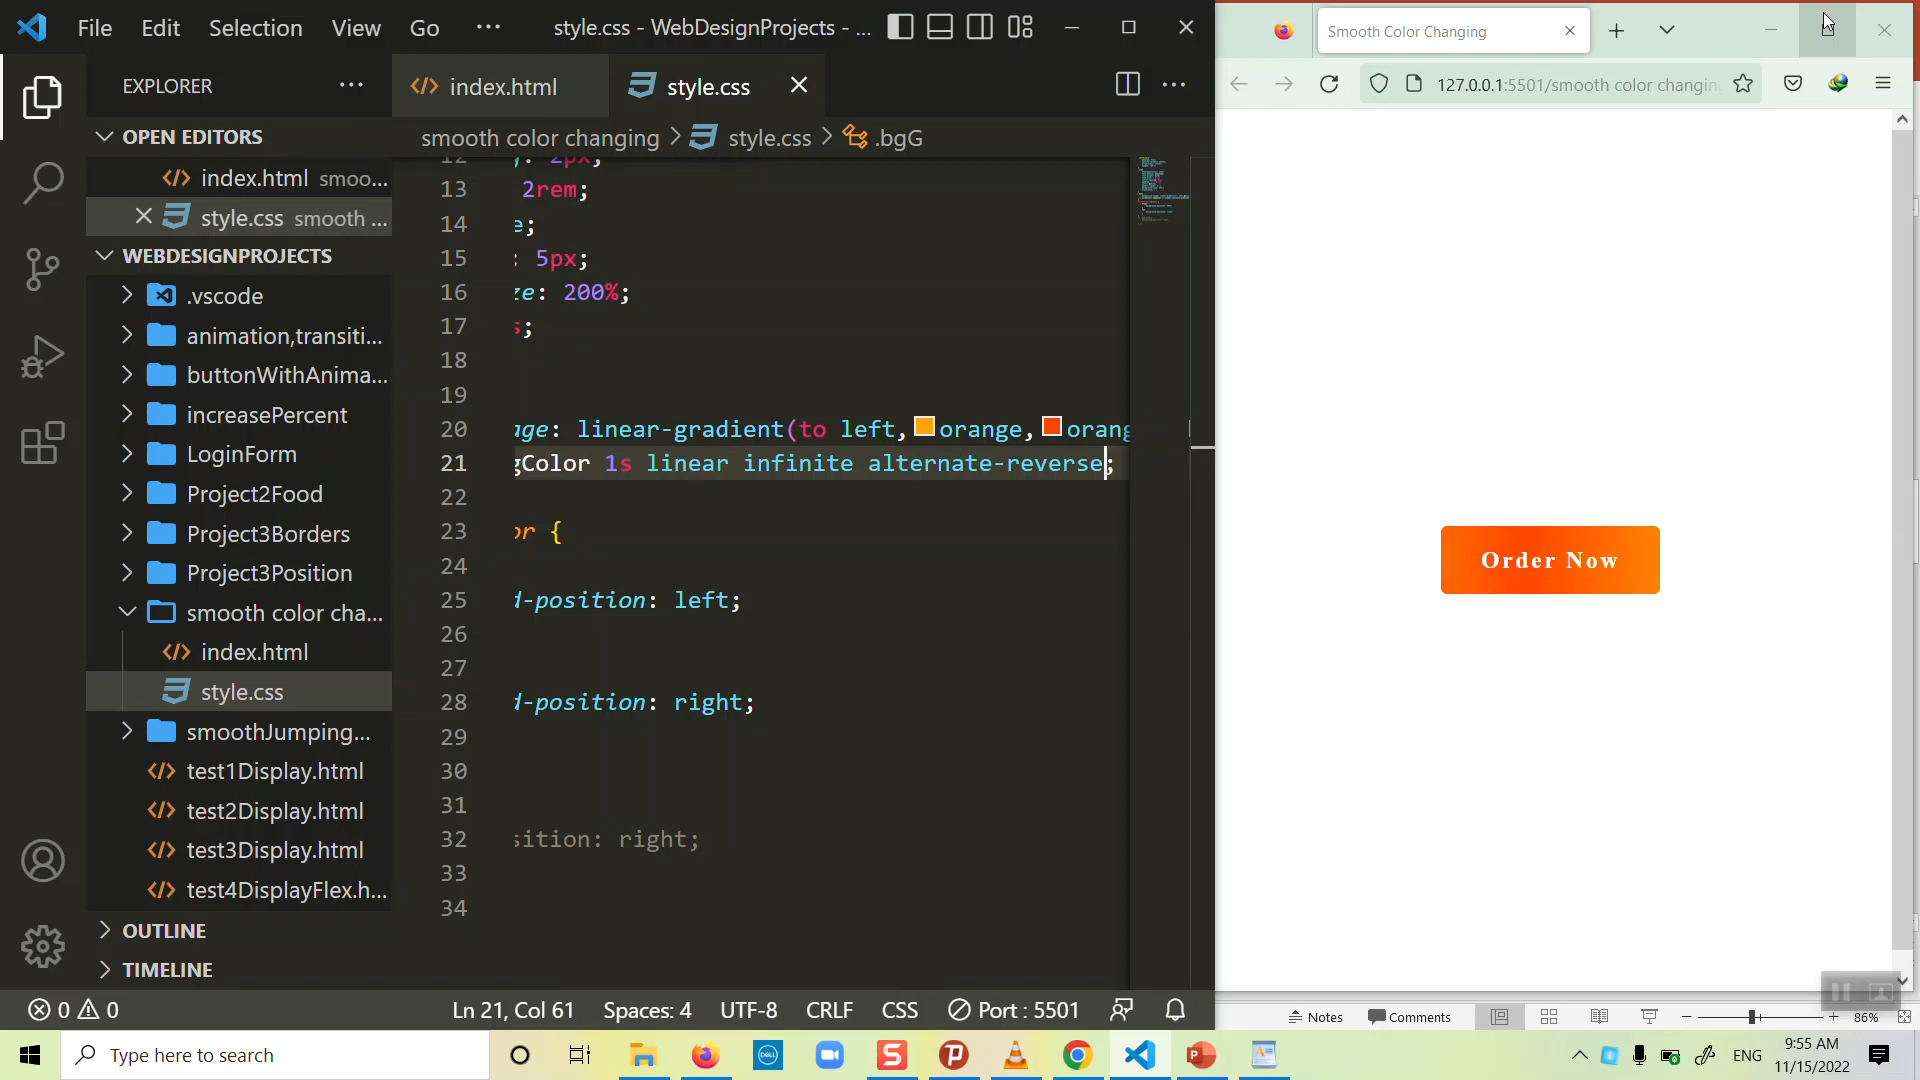 File Edit Selection View Go ··· style.css - WebDesignProjects - ...
EXPLORER
index.html
style.css
OPEN EDITORS
index.html smoo...
style.css smooth ...
WEBDESIGNPROJECTS
.vscode
animation,transiti...
buttonWithAnima...
increasePercent
LoginForm
Project2Food
Project3Borders
Project3Position
smooth color cha...
index.html
style.css
smoothJumping...
test1Display.html
test2Display.html
test3Display.html
test4DisplayFlex.h...
OUTLINE
TIMELINE
smooth color changing > style.css > .bgG
12 : 2px;
13 2rem;
14 e;
15 : 5px;
16 ze: 200%;
17 s;
18
19
20 age: linear-gradient(to left, orange, orang
21 gColor 1s linear infinite alternate-reverse;
22
23 or {
24
25 d-position: left;
26
27
28 d-position: right;
29
30
31
32 sition: right;
33
34
0 0 Ln 21, Col 61 Spaces: 4 UTF-8 CRLF CSS Port : 5501
Smooth Color Changing
127.0.0.1:5501/smooth color changin
Order Now
Notes Comments 86%
Type here to search
DELL
ENG
9:55 AM
11/15/2022